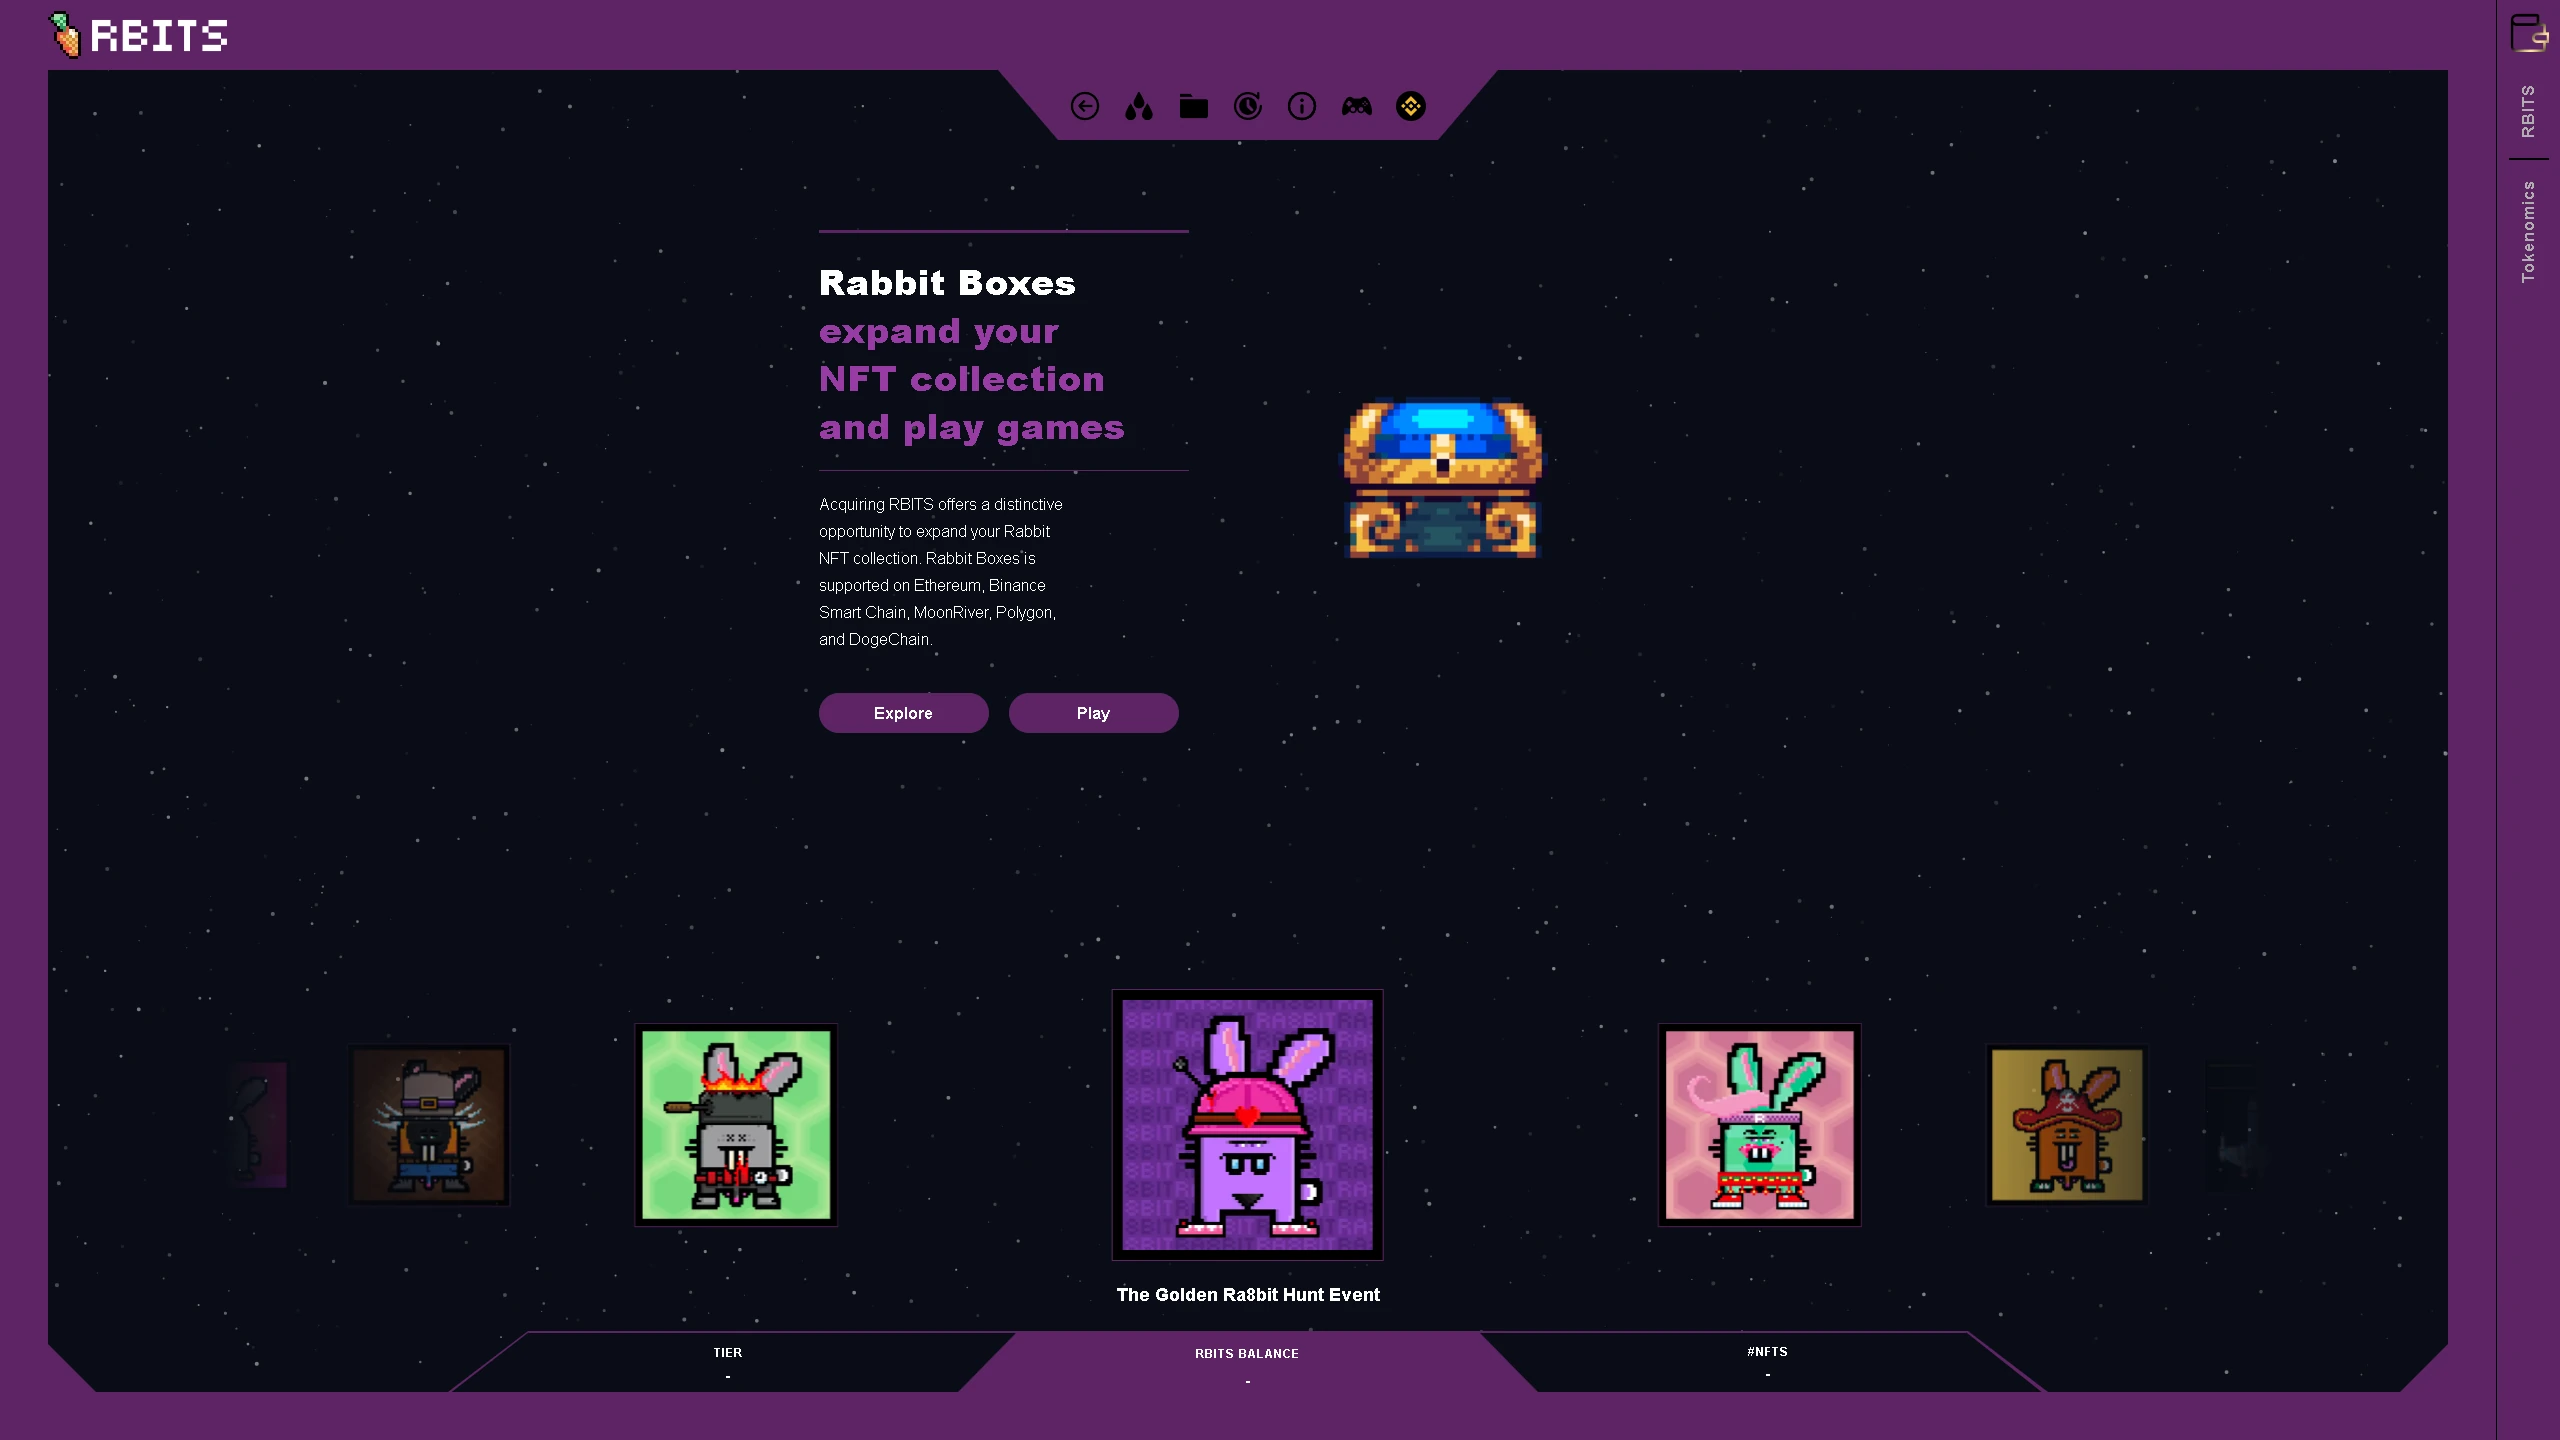 RBITS
RBITS
Tokenomics
Rabbit Boxes
expand your
NFT collection
and play games
Acquiring RBITS offers a distinctive
opportunity to expand your Rabbit
NFT collection. Rabbit Boxes is
supported on Ethereum, Binance
Smart Chain, MoonRiver, Polygon,
and DogeChain.
Explore
Play
The Golden Ra8bit Hunt Event
TIER
-
RBITS BALANCE
-
#NFTS
-